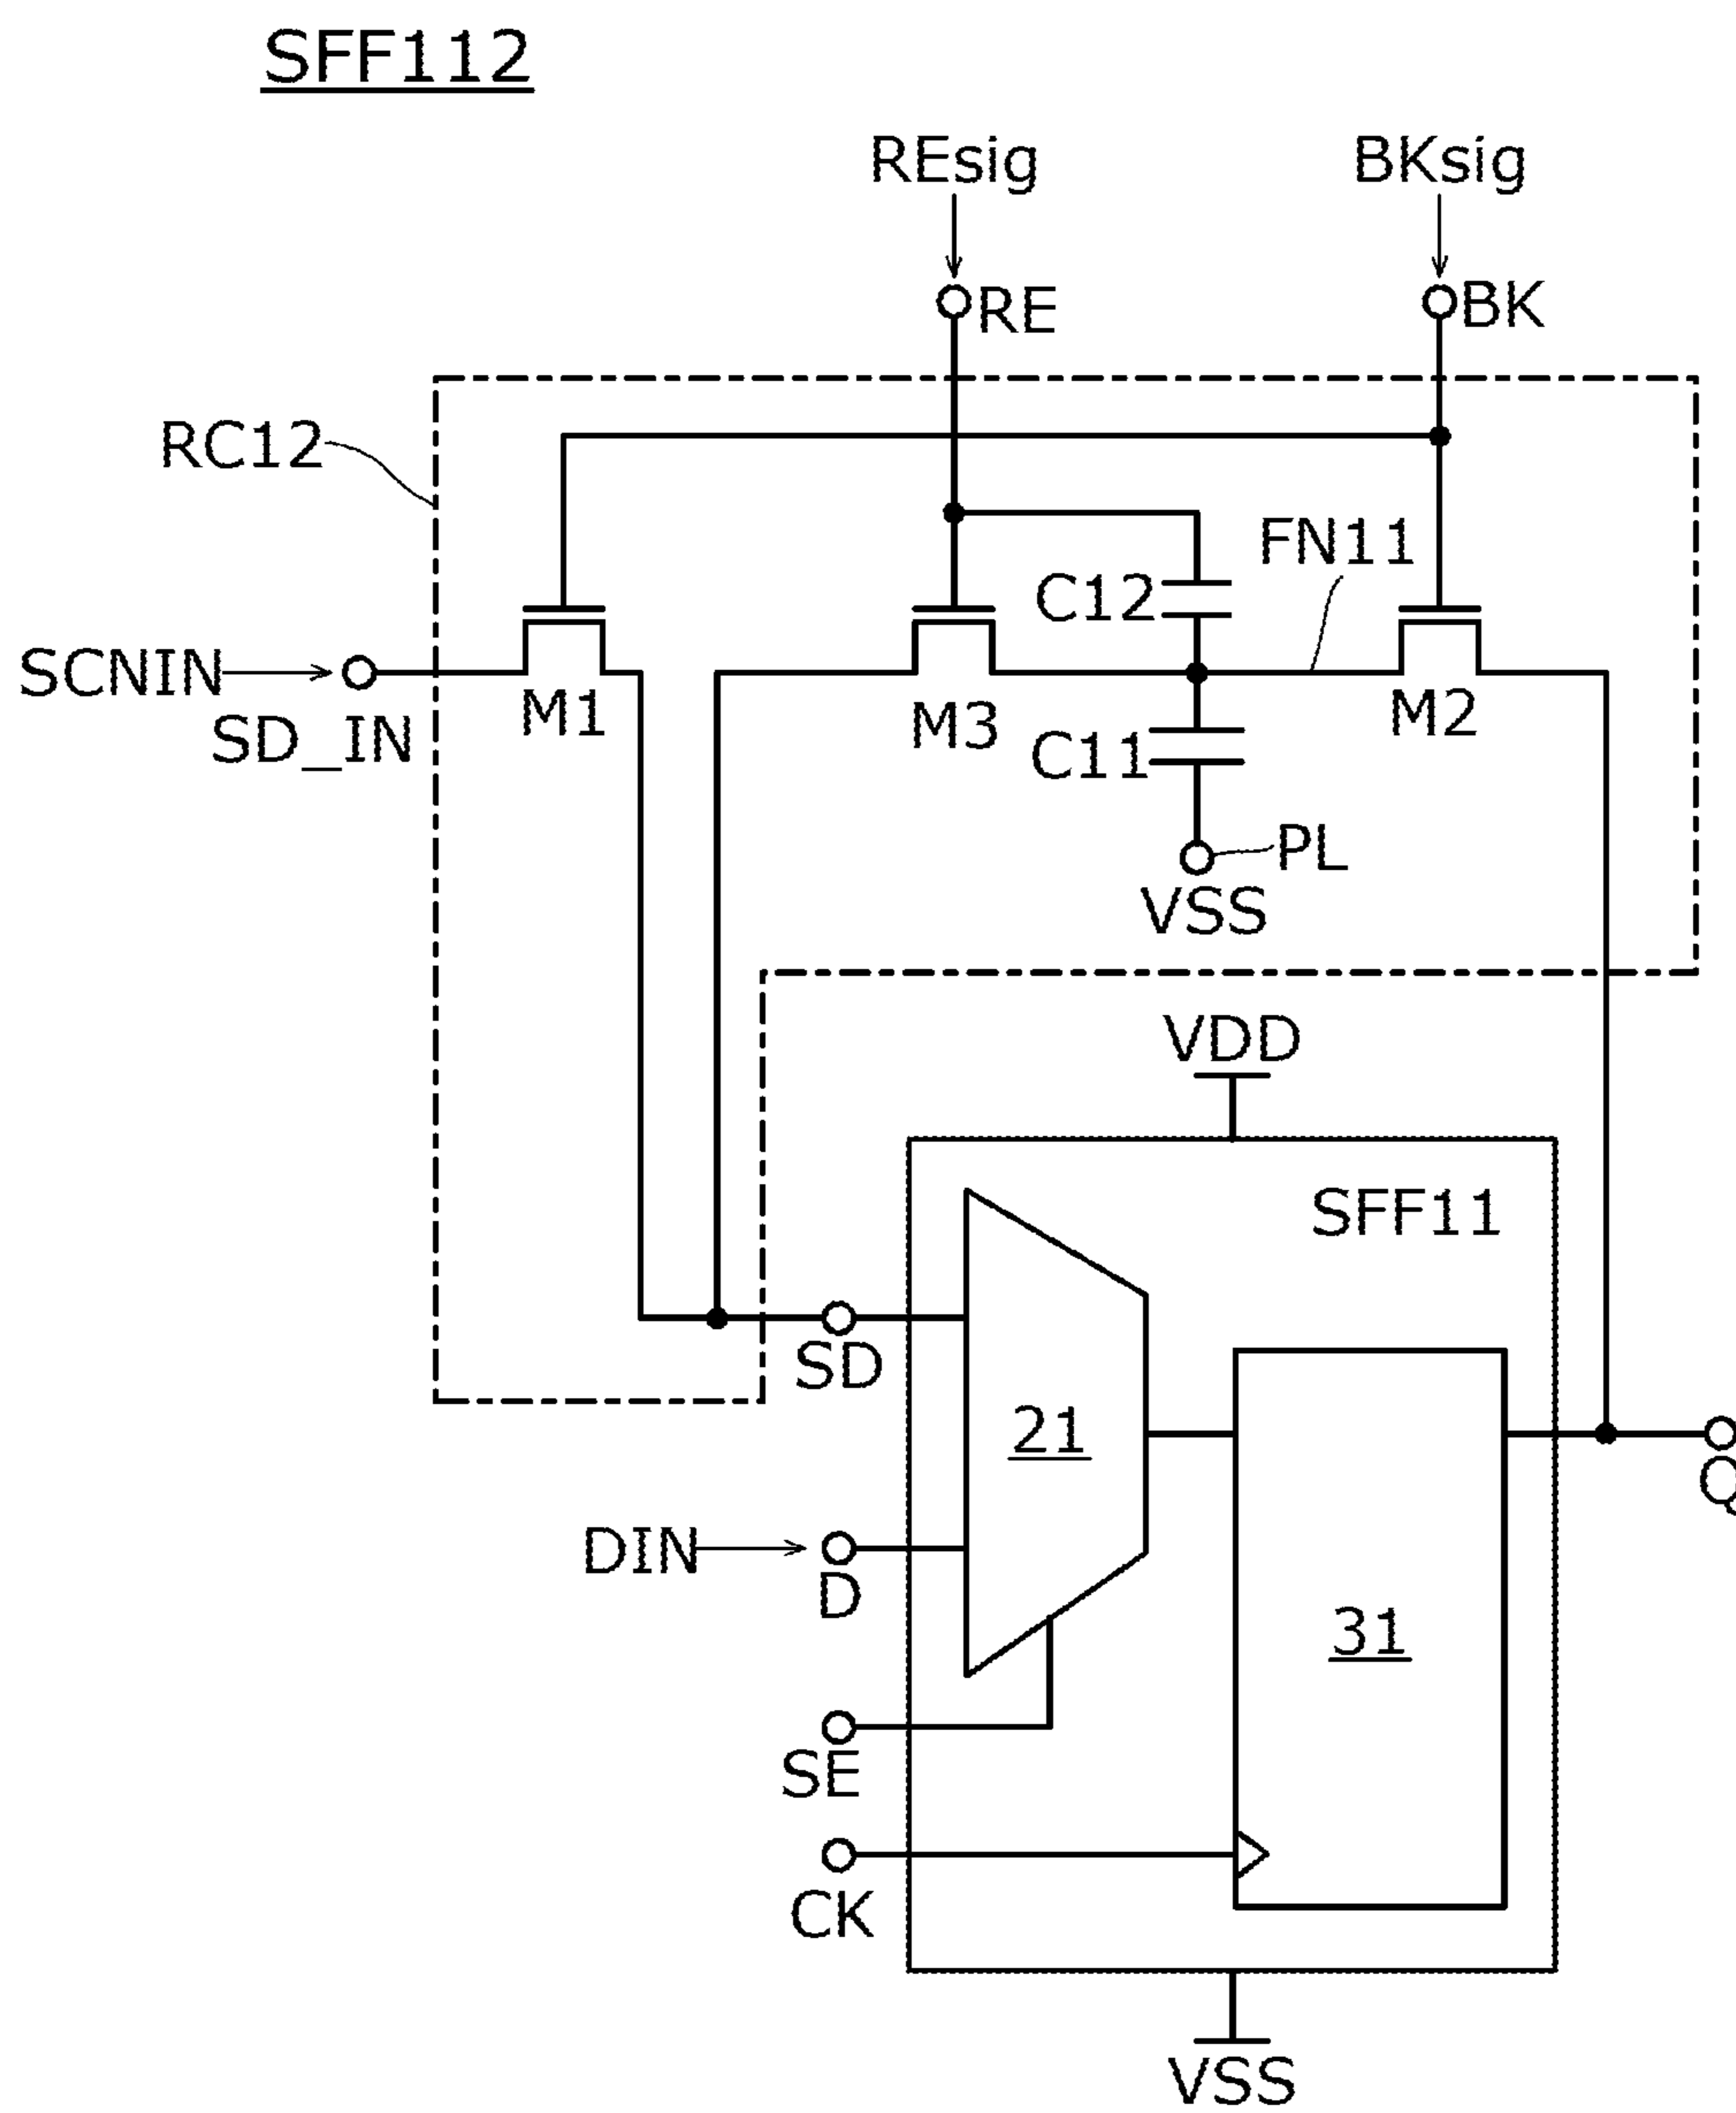 SFF112
REsig
BKsig
RE
BK
RC12
FN11
C12
SCNIN
SD_IN
M1
M3
M2
C11
PL
VSS
VDD
SFF11
SD
21
Q
DIN
D
31
SE
CK
VSS